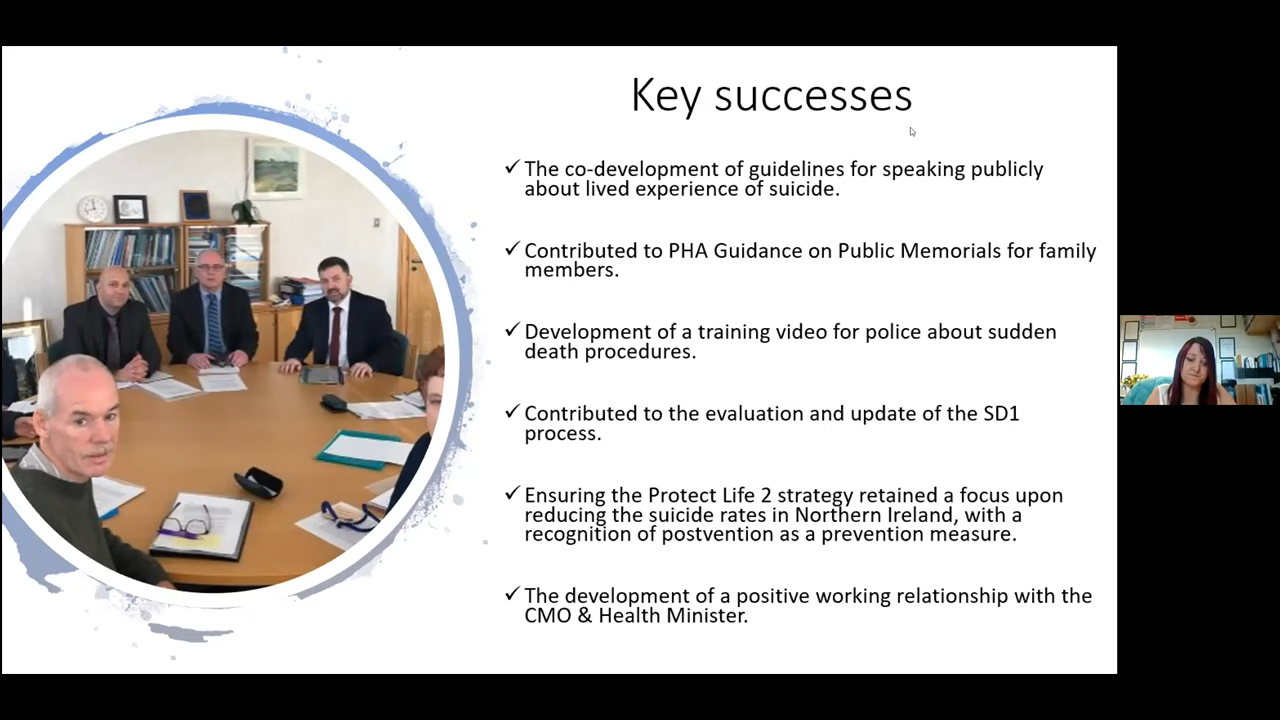 Key successes
✓ The co-development of guidelines for speaking publicly
about lived experience of suicide.
✓ Contributed to PHA Guidance on Public Memorials for family
members.
✓ Development of a training video for police about sudden
death procedures.
✓ Contributed to the evaluation and update of the SD1
process.
✓ Ensuring the Protect Life 2 strategy retained a focus upon
reducing the suicide rates in Northern Ireland, with a
recognition of postvention as a prevention measure.
✓ The development of a positive working relationship with the
CMO & Health Minister.